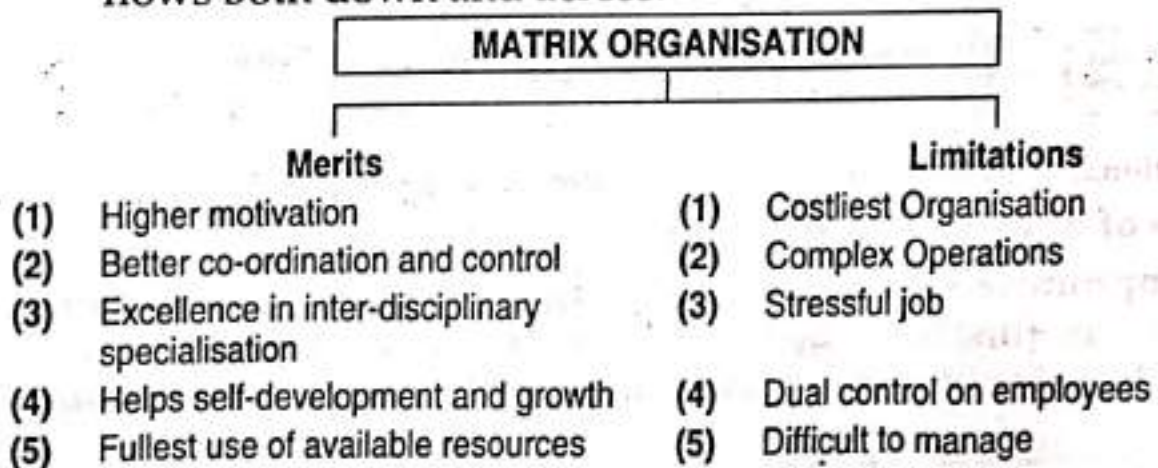 MATRIX ORGANISATION
Merits
(1) Higher motivation
(2) Better co-ordination and control
(3) Excellence in inter-disciplinary
specialisation
(4) Helps self-development and growth
(5) Fullest use of available resources
Limitations
(1) Costliest Organisation
(2) Complex Operations
(3) Stressful job
(4) Dual control on employees
(5) Difficult to manage